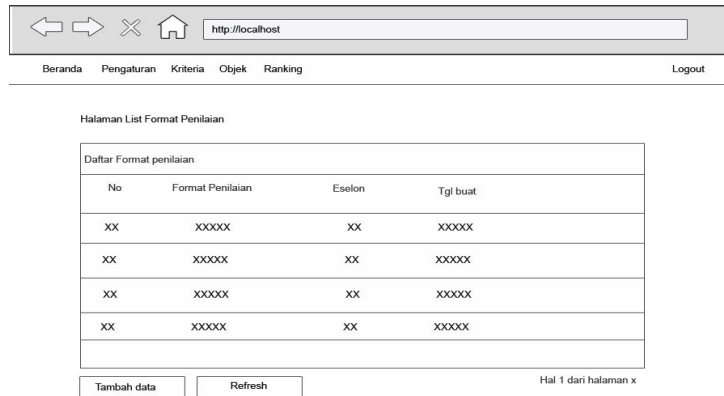 http://localhost
Beranda Pengaturan Kriteria Objek Ranking Logout
Halaman List Format Penilaian
Daftar Format penilaian
No Format Penilaian Eselon Tgl buat
XX XXXXX XX XXXXX
XX XXXXX XX XXXXX
XX XXXXX XX XXXXX
XX XXXXX XX XXXXX
Tambah data Refresh Hal 1 dari halaman x